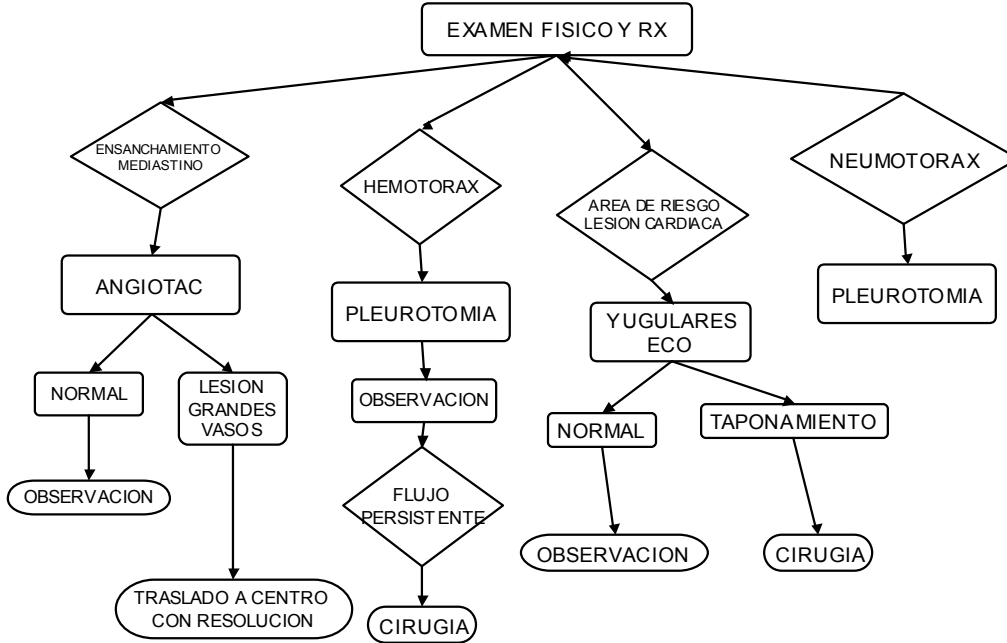 EXAMEN FISICO Y RX
ENSANCHAMIENTO
MEDIASTINO
HEMOTORAX
AREA DE RIESGO
LESION CARDIACA
NEUMOTORAX
ANGIOTAC
PLEUROTOMIA
YUGULARES
ECO
PLEUROTOMIA
NORMAL
LESION
GRANDES
VASOS
OBSERVACION
NORMAL
TAPONAMIENTO
OBSERVACION
FLUJO
PERSISTENTE
OBSERVACION
CIRUGIA
TRASLADO A CENTRO
CON RESOLUCION
CIRUGIA